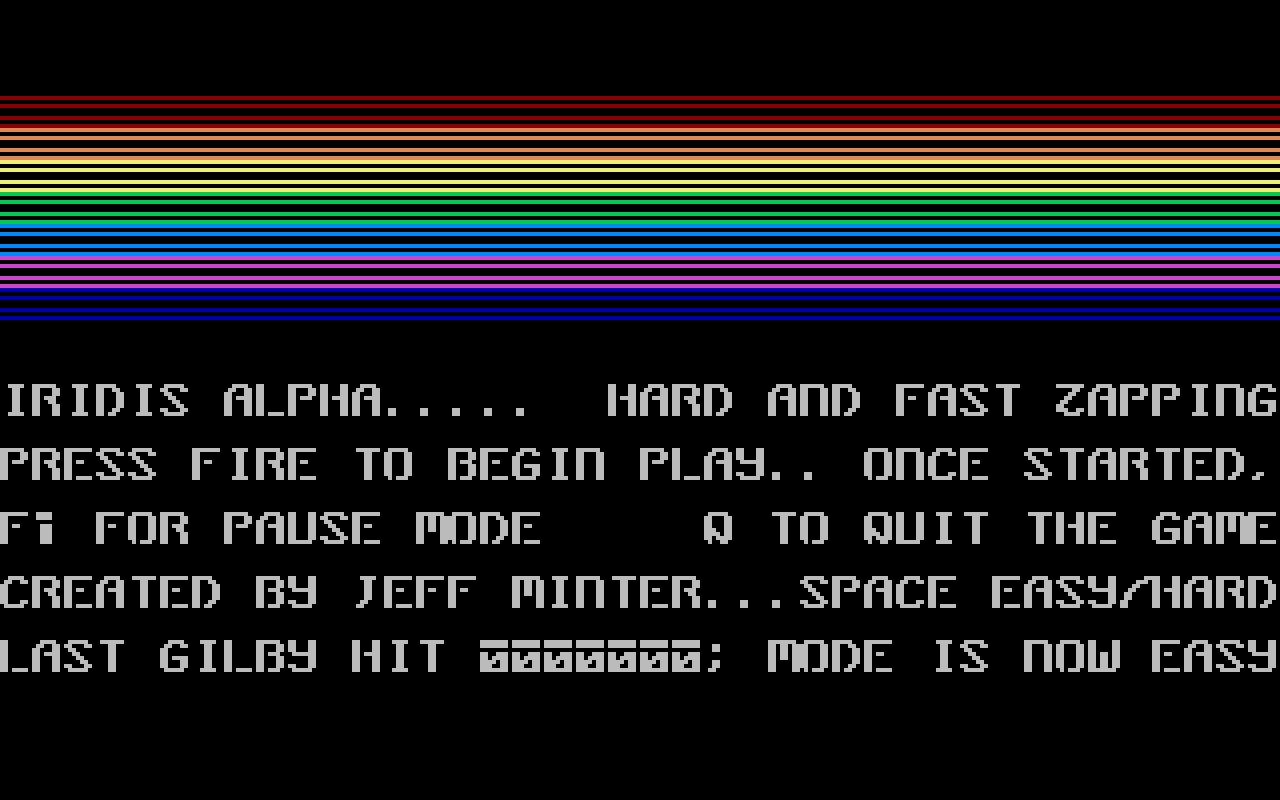 IRIDIS ALPHA.....  HARD AND FAST ZAPPING
PRESS FIRE TO BEGIN PLAY.. ONCE STARTED,
F1 FOR PAUSE MODE     Q TO QUIT THE GAME
CREATED BY JEFF MINTER...SPACE EASY/HARD
LAST GILBY HIT 0000000; MODE IS NOW EASY